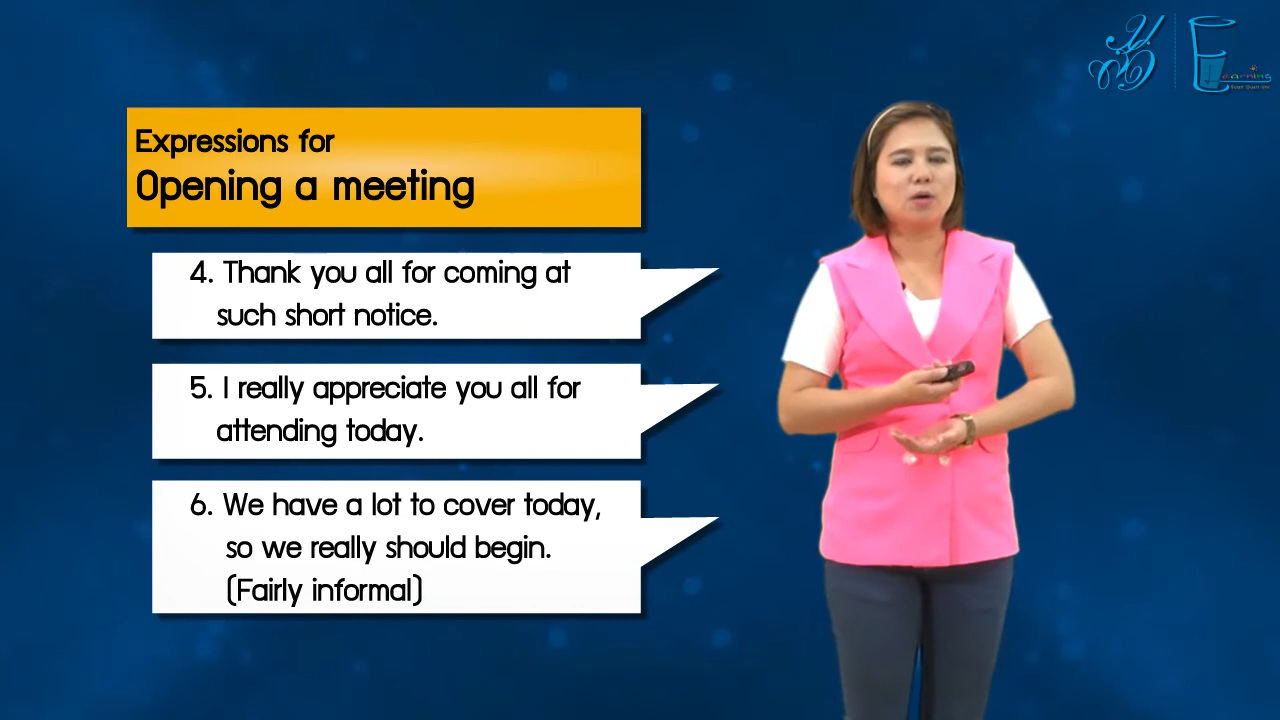 Expressions for
Opening a meeting
4. Thank you all for coming at
such short notice.
5. I really appreciate you all for
attending today.
6. We have a lot to cover today,
so we really should begin.
(Fairly informal)
Learning